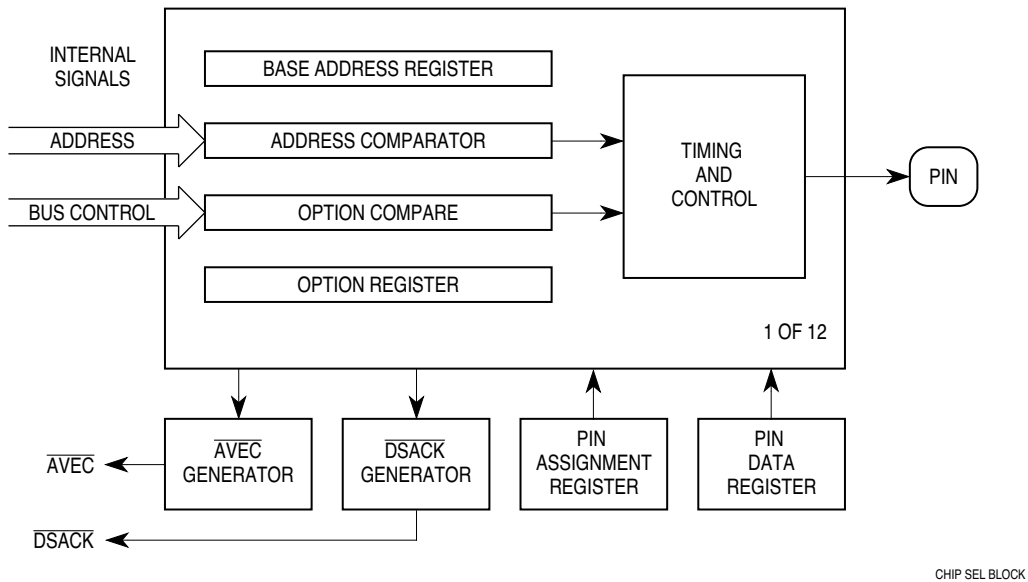 INTERNAL
SIGNALS
BASE ADDRESS REGISTER
ADDRESS
ADDRESS COMPARATOR
TIMING
AND
CONTROL
PIN
BUS CONTROL
OPTION COMPARE
OPTION REGISTER
1 OF 12
AVEC
AVEC
GENERATOR
DSACK
GENERATOR
PIN
ASSIGNMENT
REGISTER
PIN
DATA
REGISTER
DSACK
CHIP SEL BLOCK